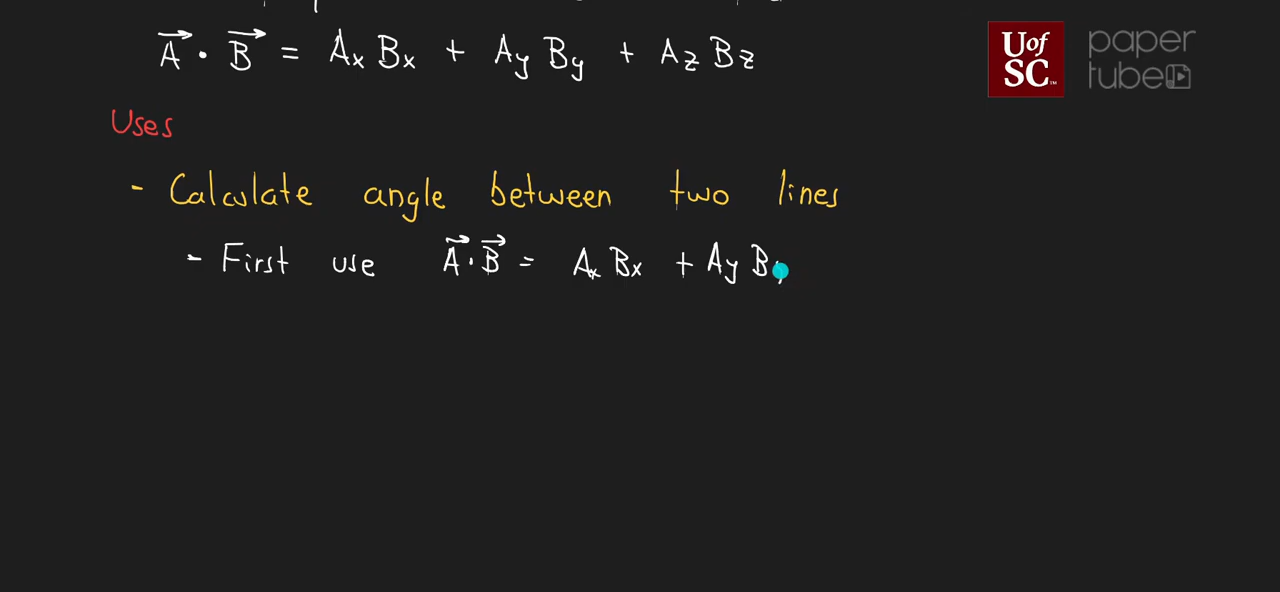 A · B = Ax Bx + Ay By + Az Bz
UofSC™
paper tube
Uses
- Calculate angle between two lines
- First use A · B = Ax Bx + Ay B